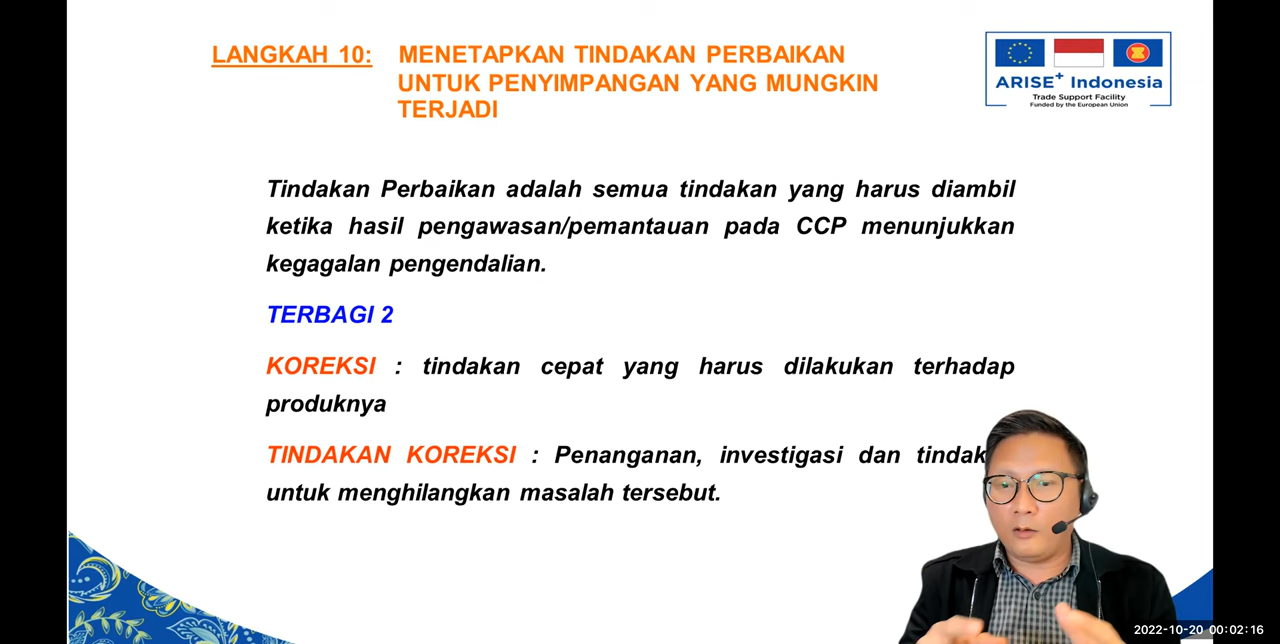 LANGKAH 10: MENETAPKAN TINDAKAN PERBAIKAN
UNTUK PENYIMPANGAN YANG MUNGKIN
TERJADI
ARISE+ Indonesia
Trade Support Facility
Funded by the European Union
Tindakan Perbaikan adalah semua tindakan yang harus diambil
ketika hasil pengawasan/pemantauan pada CCP menunjukkan
kegagalan pengendalian.
TERBAGI 2
KOREKSI : tindakan cepat yang harus dilakukan terhadap
produknya
TINDAKAN KOREKSI : Penanganan, investigasi dan
untuk menghilangkan masalah tersebut.
2022-10-20 00:02:16